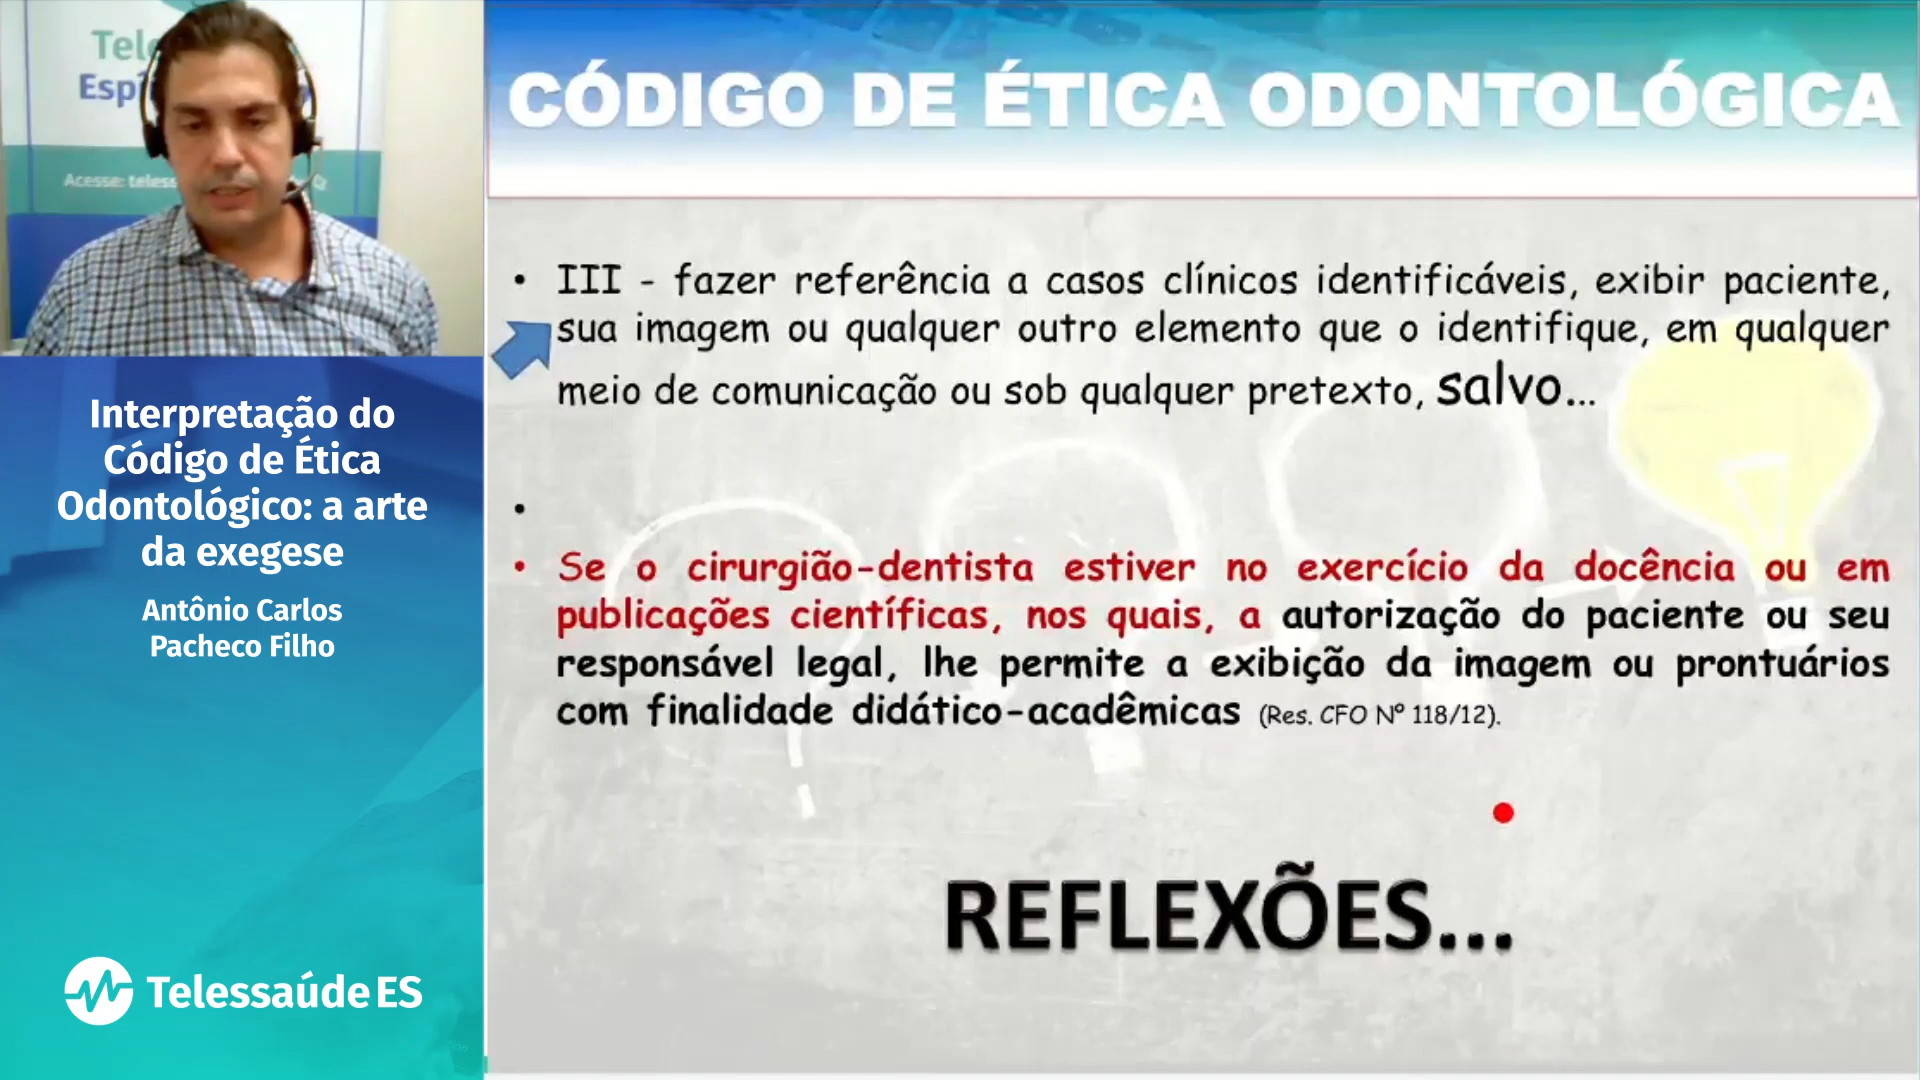 Acesse:
CÓDIGO DE ÉTICA ODONTOLÓGICA
• III - fazer referência a casos clínicos identificáveis, exibir paciente,
sua imagem ou qualquer outro elemento que o identifique, em qualquer
meio de comunicação ou sob qualquer pretexto, salvo...
•
• Se o cirurgião-dentista estiver no exercício da docência ou em
publicações científicas, nos quais, a autorização do paciente ou seu
responsável legal, lhe permite a exibição da imagem ou prontuários
com finalidade didático-acadêmicas (Res. CFO Nº 118/12).
REFLEXÕES...
Interpretação do
Código de Ética
Odontológico: a arte
da exegese
Antônio Carlos
Pacheco Filho
Telessaúde ES